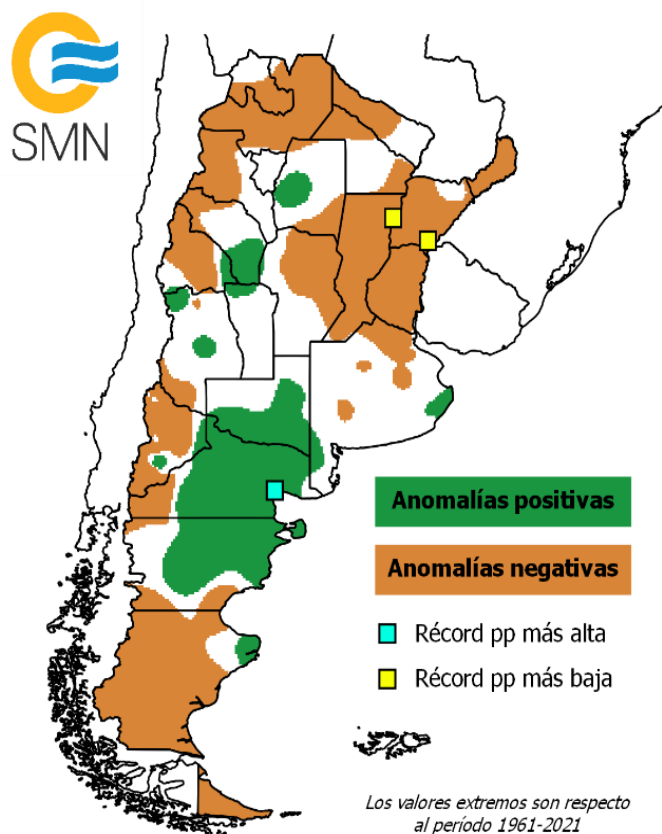 SMN
Anomalías positivas
Anomalías negativas
Récord pp más alta
Récord pp más baja
Los valores extremos son respecto
al período 1961-2021